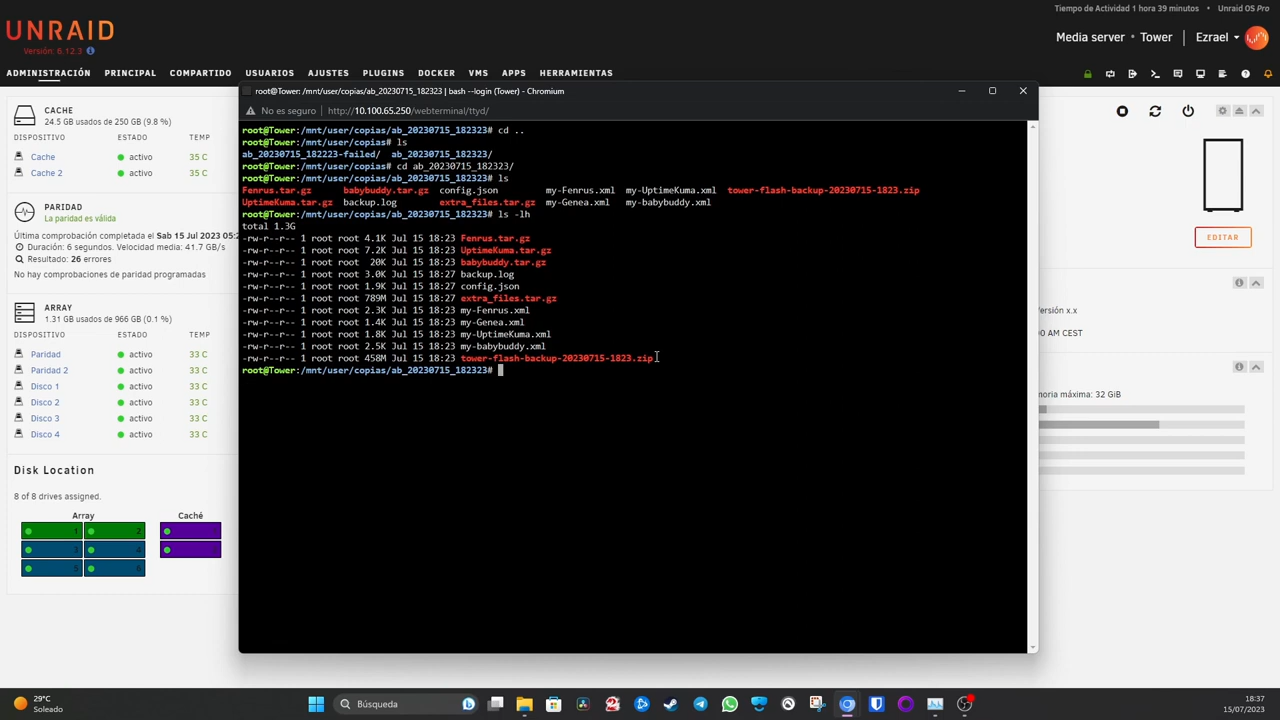 Tiempo de Actividad 1 hora 39 minutos • Unraid OS Pro
UNRAID
Versión: 6.12.3
Media server • Tower
Ezrael
ADMINISTRACIÓN PRINCIPAL COMPARTIDO USUARIOS AJUSTES PLUGINS DOCKER VMS APPS HERRAMIENTAS
CACHE
24.5 GB usados de 250 GB (9.8 %)
DISPOSITIVO ESTADO TEMP
Cache activo 35 C
Cache 2 activo 35 C
PARIDAD
La paridad es válida
Última comprobación completa el Sab 15 Jul 2023 05:2
Duración: 6 segundos. Velocidad media: 41.7 GB/s
Resultado: 26 errores
No hay comprobaciones de paridad programadas
ARRAY
1.31 GB usados de 966 GB (0.1 %)
DISPOSITIVO ESTADO TEMP
Paridad activo 33 C
Paridad 2 activo 33 C
Disco 1 activo 33 C
Disco 2 activo 33 C
Disco 3 activo 33 C
Disco 4 activo 33 C
Disk Location
8 of 8 drives assigned.
Array Caché
1 2
3 4
5 6
root@Tower: /mnt/user/copias/ab_20230715_182323 | bash --login (Tower) - Chromium
No es seguro | http://10.100.65.250/webterminal/ttyd/
root@Tower:/mnt/user/copias/ab_20230715_182323# cd ..
root@Tower:/mnt/user/copias# ls
ab_20230715_182223-failed/ ab_20230715_182323/
root@Tower:/mnt/user/copias# cd ab_20230715_182323/
root@Tower:/mnt/user/copias/ab_20230715_182323# ls
Fenrus.tar.gz babybuddy.tar.gz config.json my-Fenrus.xml my-UptimeKuma.xml tower-flash-backup-20230715-1823.zip
UptimeKuma.tar.gz backup.log extra_files.tar.gz my-Genea.xml my-babybuddy.xml
root@Tower:/mnt/user/copias/ab_20230715_182323# ls -lh
total 1.3G
-rw-r--r-- 1 root root 4.1K Jul 15 18:23 Fenrus.tar.gz
-rw-r--r-- 1 root root 7.2K Jul 15 18:23 UptimeKuma.tar.gz
-rw-r--r-- 1 root root 20K Jul 15 18:23 babybuddy.tar.gz
-rw-r--r-- 1 root root 3.0K Jul 15 18:27 backup.log
-rw-r--r-- 1 root root 1.9K Jul 15 18:27 config.json
-rw-r--r-- 1 root root 789M Jul 15 18:27 extra_files.tar.gz
-rw-r--r-- 1 root root 2.3K Jul 15 18:23 my-Fenrus.xml
-rw-r--r-- 1 root root 1.4K Jul 15 18:23 my-Genea.xml
-rw-r--r-- 1 root root 1.8K Jul 15 18:23 my-UptimeKuma.xml
-rw-r--r-- 1 root root 2.5K Jul 15 18:23 my-babybuddy.xml
-rw-r--r-- 1 root root 458M Jul 15 18:23 tower-flash-backup-20230715-1823.zip
root@Tower:/mnt/user/copias/ab_20230715_182323#
EDITAR
ersión x.x
00 AM CEST
moria máxima: 32 GiB
29°C
Soleado
Búsqueda
18:37
15/07/2023